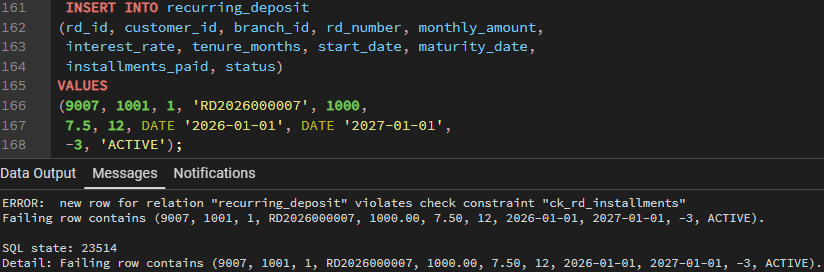 161 INSERT INTO recurring_deposit
162 (rd_id, customer_id, branch_id, rd_number, monthly_amount,
163 interest_rate, tenure_months, start_date, maturity_date,
164 installments_paid, status)
165 VALUES
166 (9007, 1001, 1, 'RD2026000007', 1000,
167 7.5, 12, DATE '2026-01-01', DATE '2027-01-01',
168 -3, 'ACTIVE');
Data Output Messages Notifications
ERROR: new row for relation "recurring_deposit" violates check constraint "ck_rd_installments"
Failing row contains (9007, 1001, 1, RD2026000007, 1000.00, 7.50, 12, 2026-01-01, 2027-01-01, -3, ACTIVE).
SQL state: 23514
Detail: Failing row contains (9007, 1001, 1, RD2026000007, 1000.00, 7.50, 12, 2026-01-01, 2027-01-01, -3, ACTIVE).